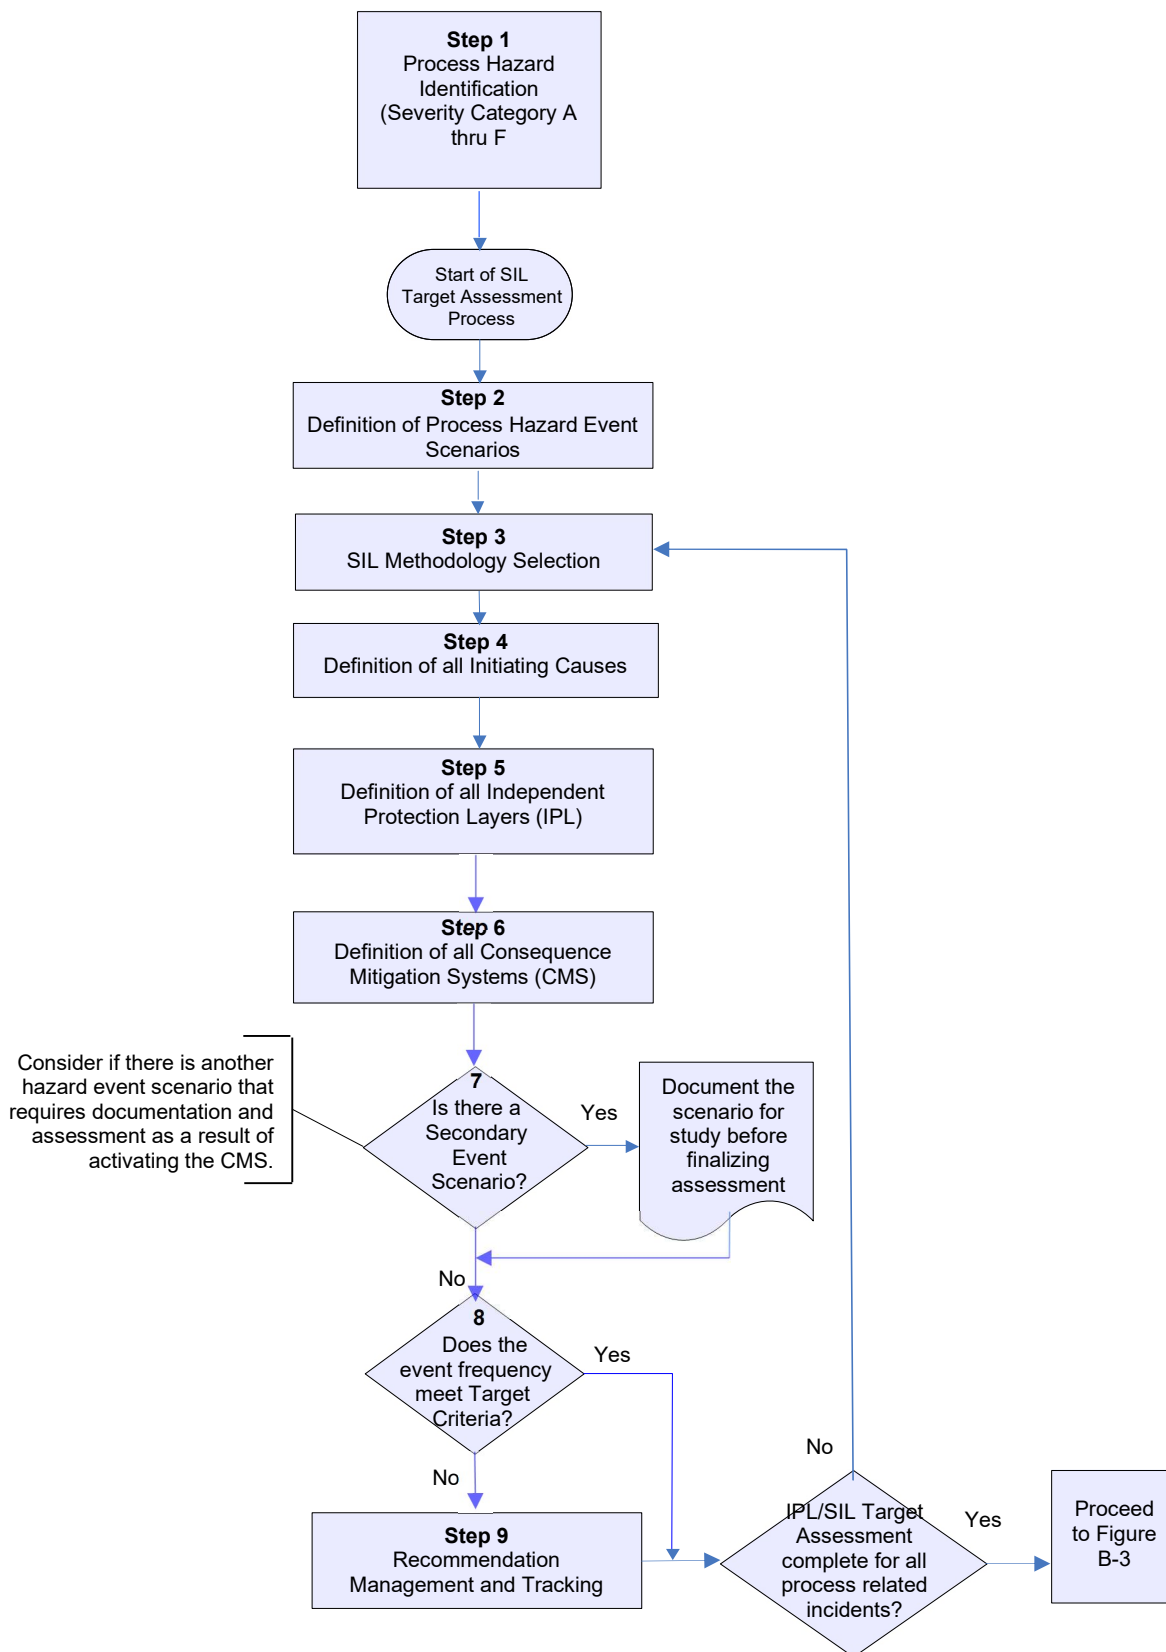 Step 1
Process Hazard
Identification
(Severity Category A
thru F
Start of SIL
Target Assessment
Process
Step 2
Definition of Process Hazard Event
Scenarios
Step 3
SIL Methodology Selection
Step 4
Definition of all Initiating Causes
Step 5
Definition of all Independent
Protection Layers (IPL)
Step 6
Definition of all Consequence
Mitigation Systems (CMS)
Consider if there is another
hazard event scenario that
requires documentation and
assessment as a result of
activating the CMS.
7
Is there a
Secondary
Event
Scenario?
Yes
Document the
scenario for
study before
finalizing
assessment
No
8
Does the
event frequency
meet Target
Criteria?
Yes
No
Step 9
Recommendation
Management and Tracking
No
IPL/SIL Target
Assessment
complete for all
process related
incidents?
Yes
Proceed
to Figure
B-3